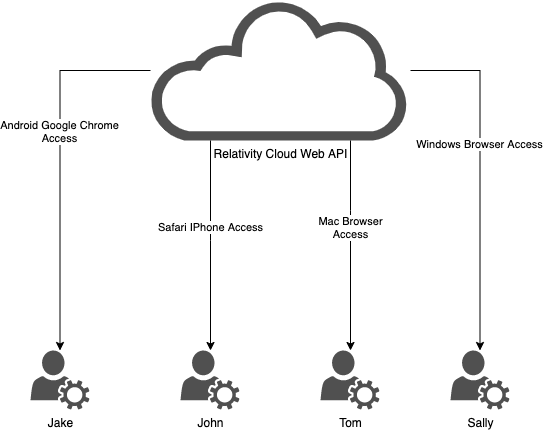 Android Google Chrome
Access
Windows Browser Access
Relativity Cloud Web API
Safari IPhone Access
Mac Browser
Access
Jake
John
Tom
Sally